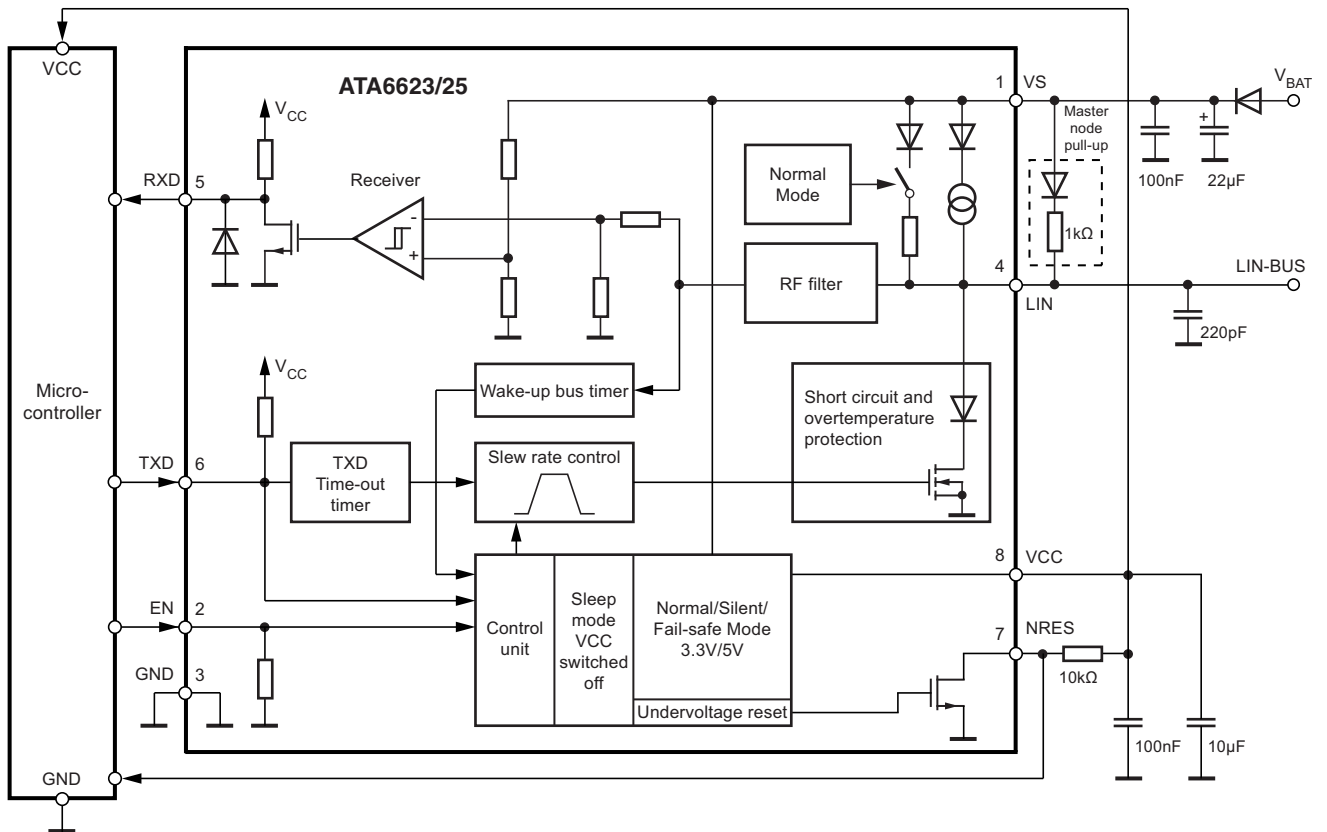 VCC
ATA6623/25
1
VS
V_BAT
Master
node
pull-up
V_CC
RXD
5
Receiver
-
+
Normal
Mode
100nF
+
22µF
1kΩ
RF filter
4
LIN
LIN-BUS
220pF
V_CC
Micro-
controller
Wake-up bus timer
Short circuit and
overtemperature
protection
TXD
6
TXD
Time-out
timer
Slew rate control
8
VCC
EN
2
Control
unit
Sleep
mode
VCC
switched
off
Normal/Silent/
Fail-safe Mode
3.3V/5V
7
NRES
10kΩ
GND
3
Undervoltage reset
100nF
10µF
GND